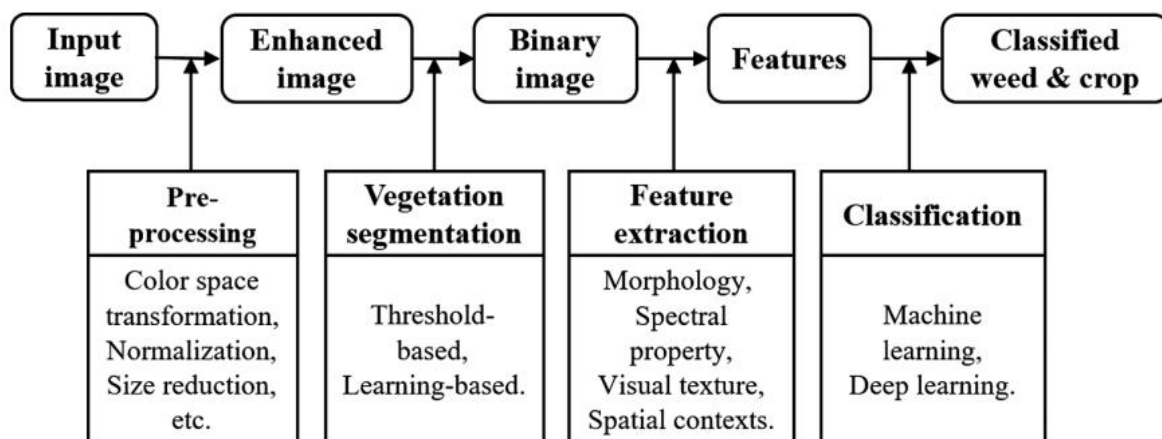 Input
image
Enhanced
image
Binary
image
Features
Classified
weed & crop
Pre-
processing
Color space
transformation,
Normalization,
Size reduction,
etc.
Vegetation
segmentation
Threshold-
based,
Learning-based.
Feature
extraction
Morphology,
Spectral
property,
Visual texture,
Spatial contexts.
Classification
Machine
learning,
Deep learning.